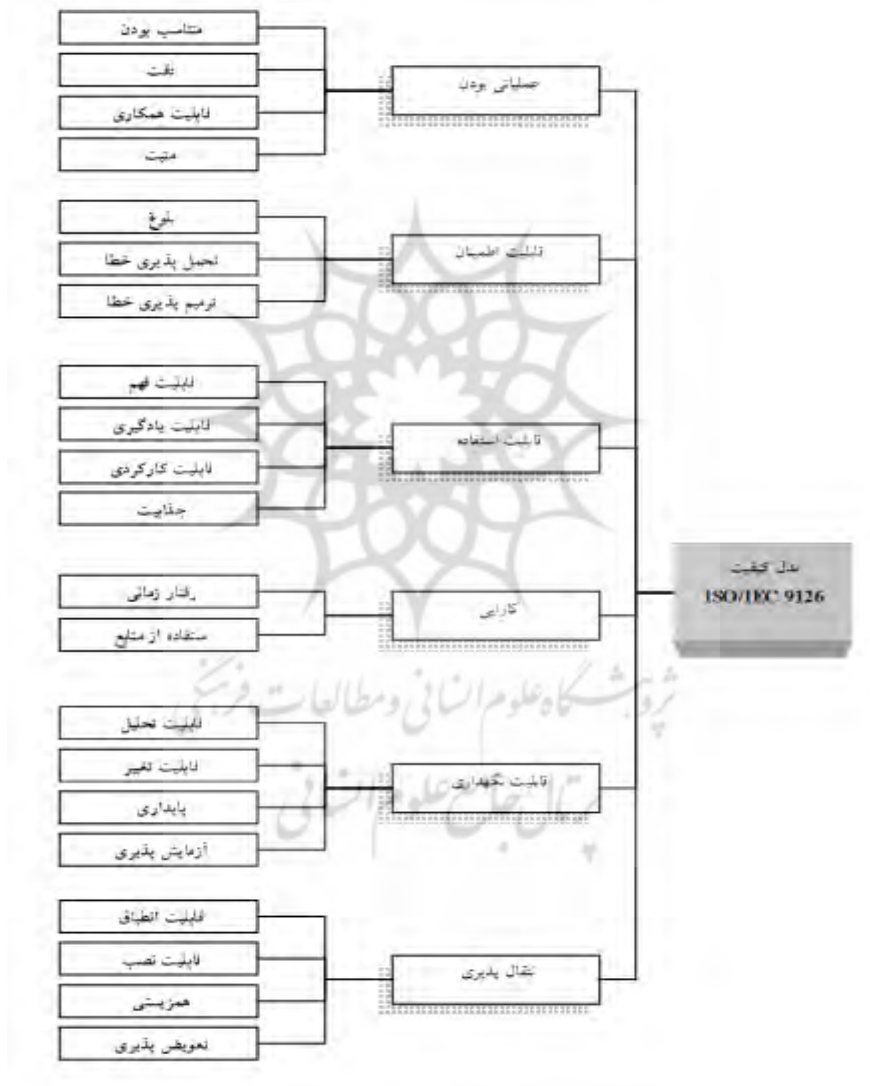 مدل کیفیت
ISO/IEC 9126
عملیاتی بودن
متناسب بودن
دقت
قابلیت همکاری
امنیت
قابلیت اطمینان
بلوغ
تحمل پذیری خطا
ترمیم پذیری خطا
قابلیت استفاده
قابلیت فهم
قابلیت یادگیری
قابلیت کارکردی
جذابیت
کارایی
رفتار زمانی
استفاده از منابع
قابلیت نگهداری
قابلیت تحلیل
قابلیت تغییر
پایداری
آزمایش پذیری
انتقال پذیری
قابلیت انطباق
قابلیت نصب
همزیستی
تعویض پذیری
پژوهشگاه علوم انسانی و مطالعات فرهنگی
پرتال جامع علوم انسانی